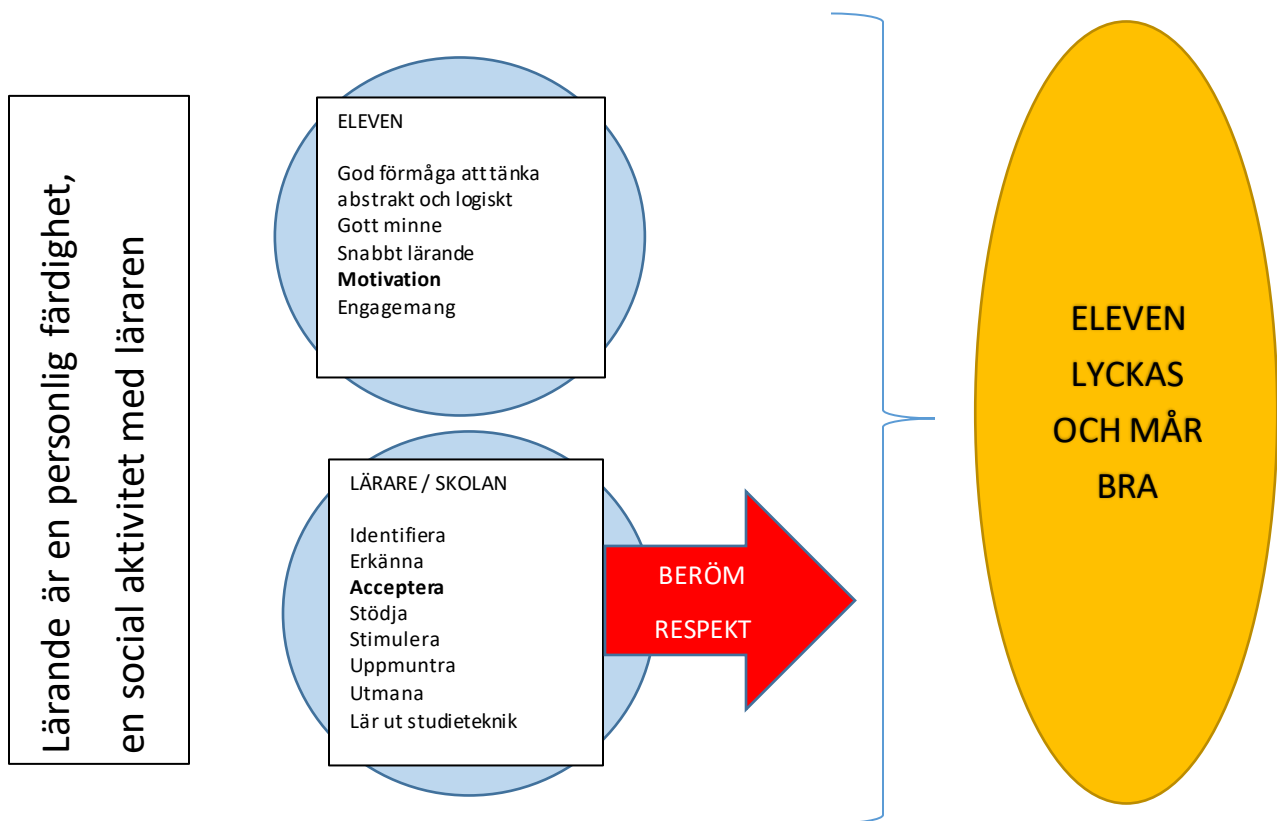 Lärande är en personlig färdighet,
en social aktivitet med läraren
ELEVEN
God förmåga att tänka
abstrakt och logiskt
Gott minne
Snabbt lärande
Motivation
Engagemang
LÄRARE / SKOLAN
Identifiera
Erkänna
Acceptera
Stödja
Stimulera
Uppmuntra
Utmana
Lär ut studieteknik
BERÖM
RESPEKT
ELEVEN
LYCKAS
OCH MÅR
BRA